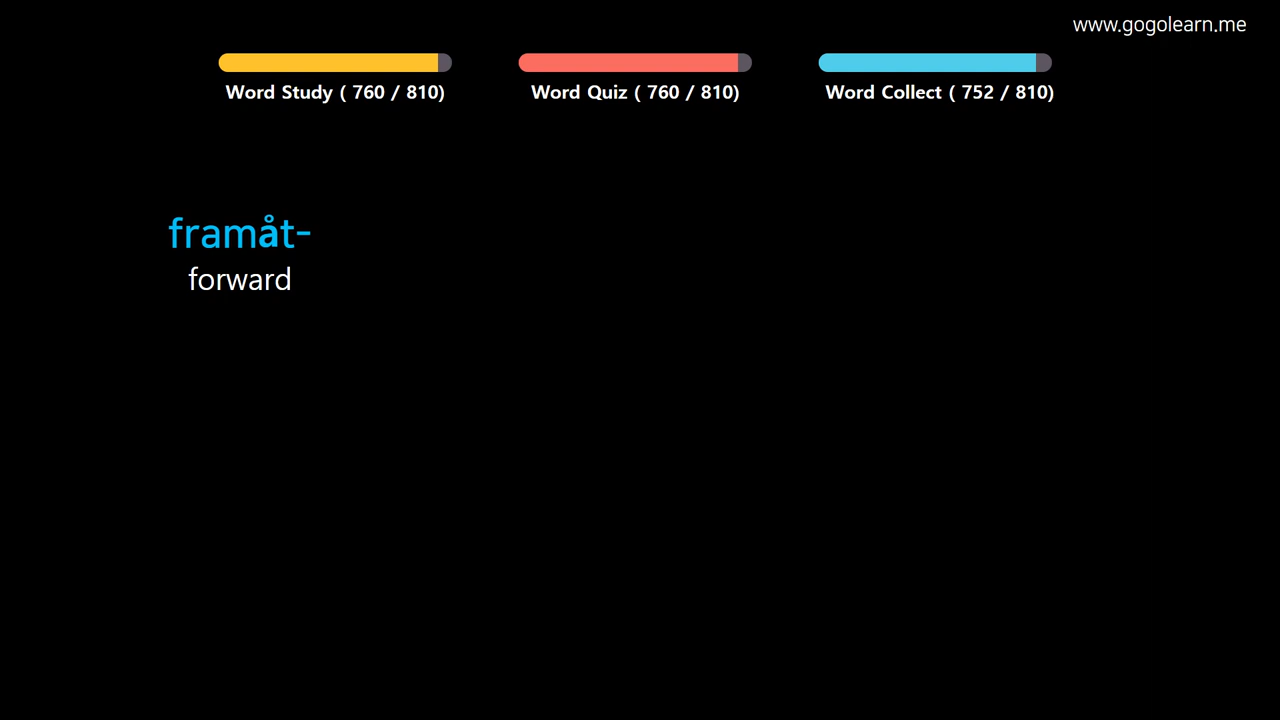 www.gogolearn.me
Word Study ( 760 / 810)
Word Quiz ( 760 / 810)
Word Collect ( 752 / 810)
framåt-
forward